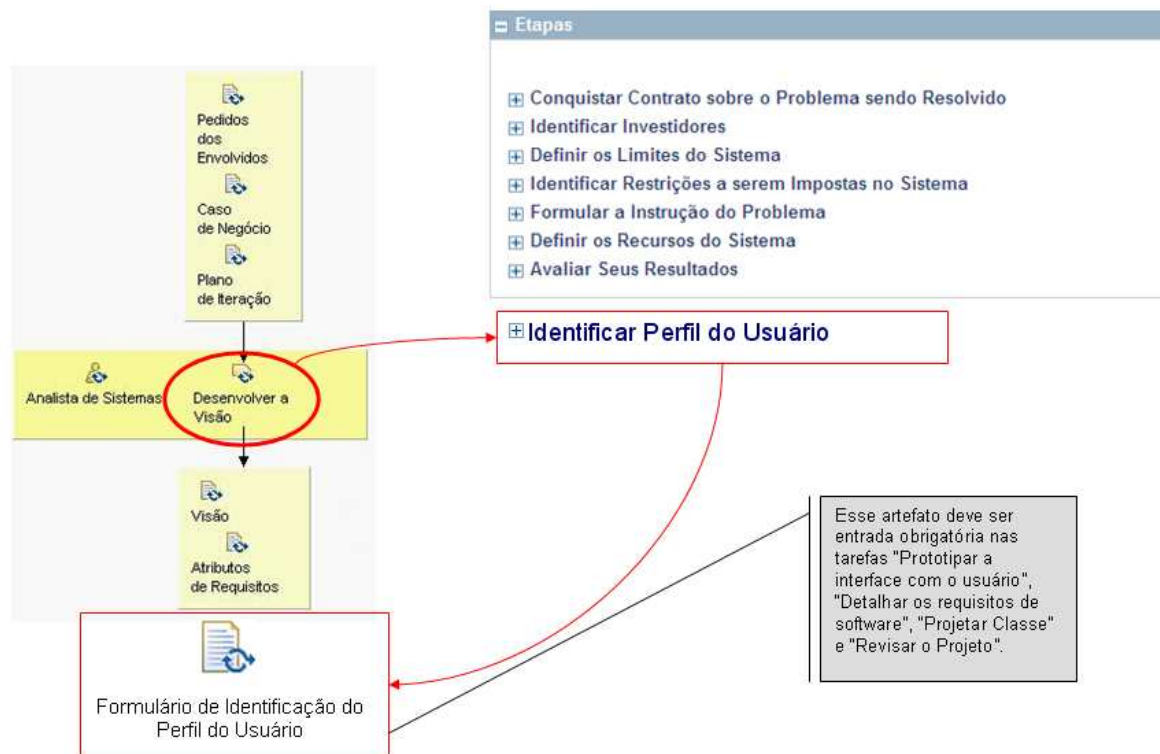 Etapas
Conquistar Contrato sobre o Problema sendo Resolvido
Identificar Investidores
Definir os Limites do Sistema
Identificar Restrições a serem Impostas no Sistema
Formular a Instrução do Problema
Definir os Recursos do Sistema
Avaliar Seus Resultados
Identificar Perfil do Usuário
Pedidos
dos
Envolvidos
Caso
de Negócio
Plano
de Iteração
Analista de Sistemas
Desenvolver a
Visão
Visão
Atributos
de Requisitos
Formulário de Identificação do
Perfil do Usuário
Esse artefato deve ser
entrada obrigatória nas
tarefas "Prototipar a
interface com o usuário",
"Detalhar os requisitos de
software", "Projetar Classe"
e "Revisar o Projeto".